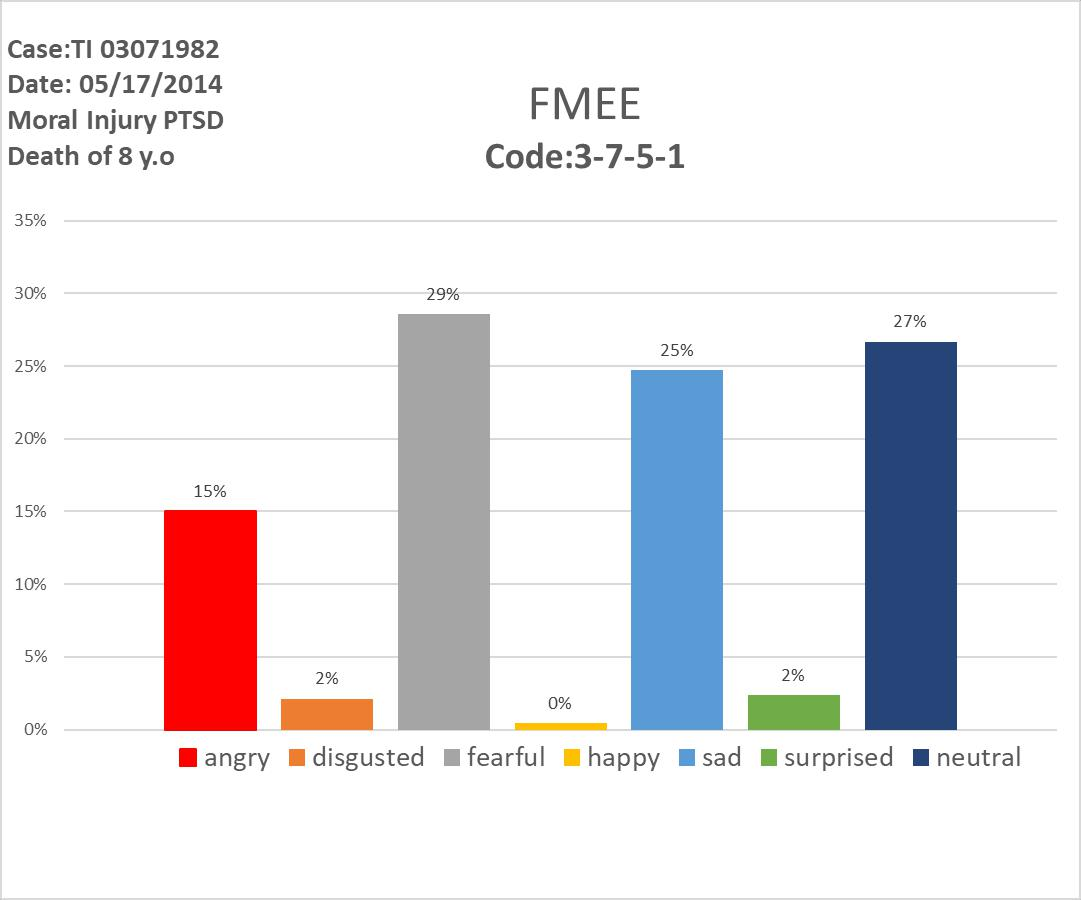 Case:TI 03071982
Date: 05/17/2014
Moral Injury PTSD
Death of 8 y.o
FMEE
Code:3-7-5-1
35%
30%
25%
20%
15%
10%
5%
0%
15%
2%
29%
0%
25%
2%
27%
angry disgusted fearful happy sad surprised neutral